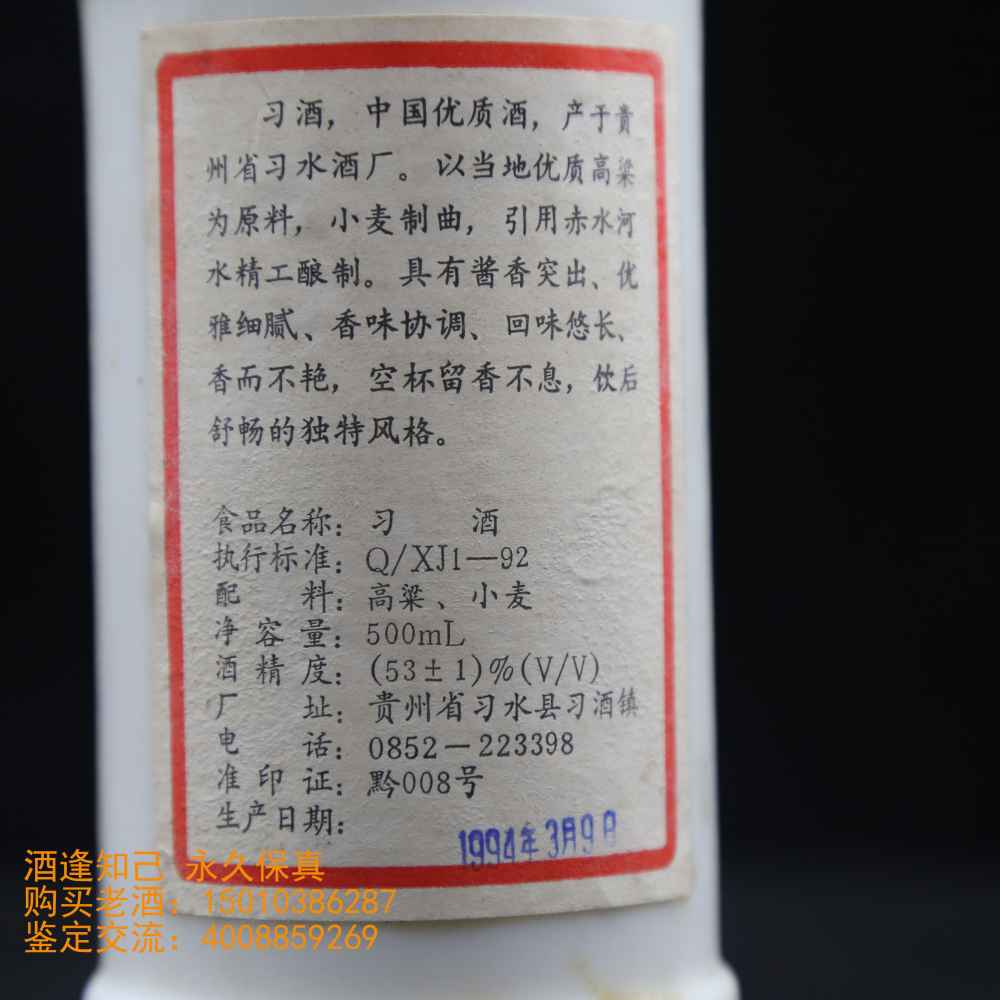 习酒，中国优质酒，产于贵
州省习水酒厂。以当地优质高粱
为原料，小麦制曲，引用赤水河
水精工酿制。具有酱香突出、优
雅细腻、香味协调、回味悠长、
香而不艳，空杯留香不息，饮后
舒畅的独特风格。
食品名称：习 酒
执行标准：Q/XJ1—92
配 料：高粱、小麦
净 容 量：500mL
酒 精 度：(53±1)%(V/V)
厂 址：贵州省习水县习酒镇
电 话：0852－223398
准 印 证：黔008号
生产日期：
1994年3月9日
酒逢知己 永久保真
购买老酒：15010386287
鉴定交流：4008859269